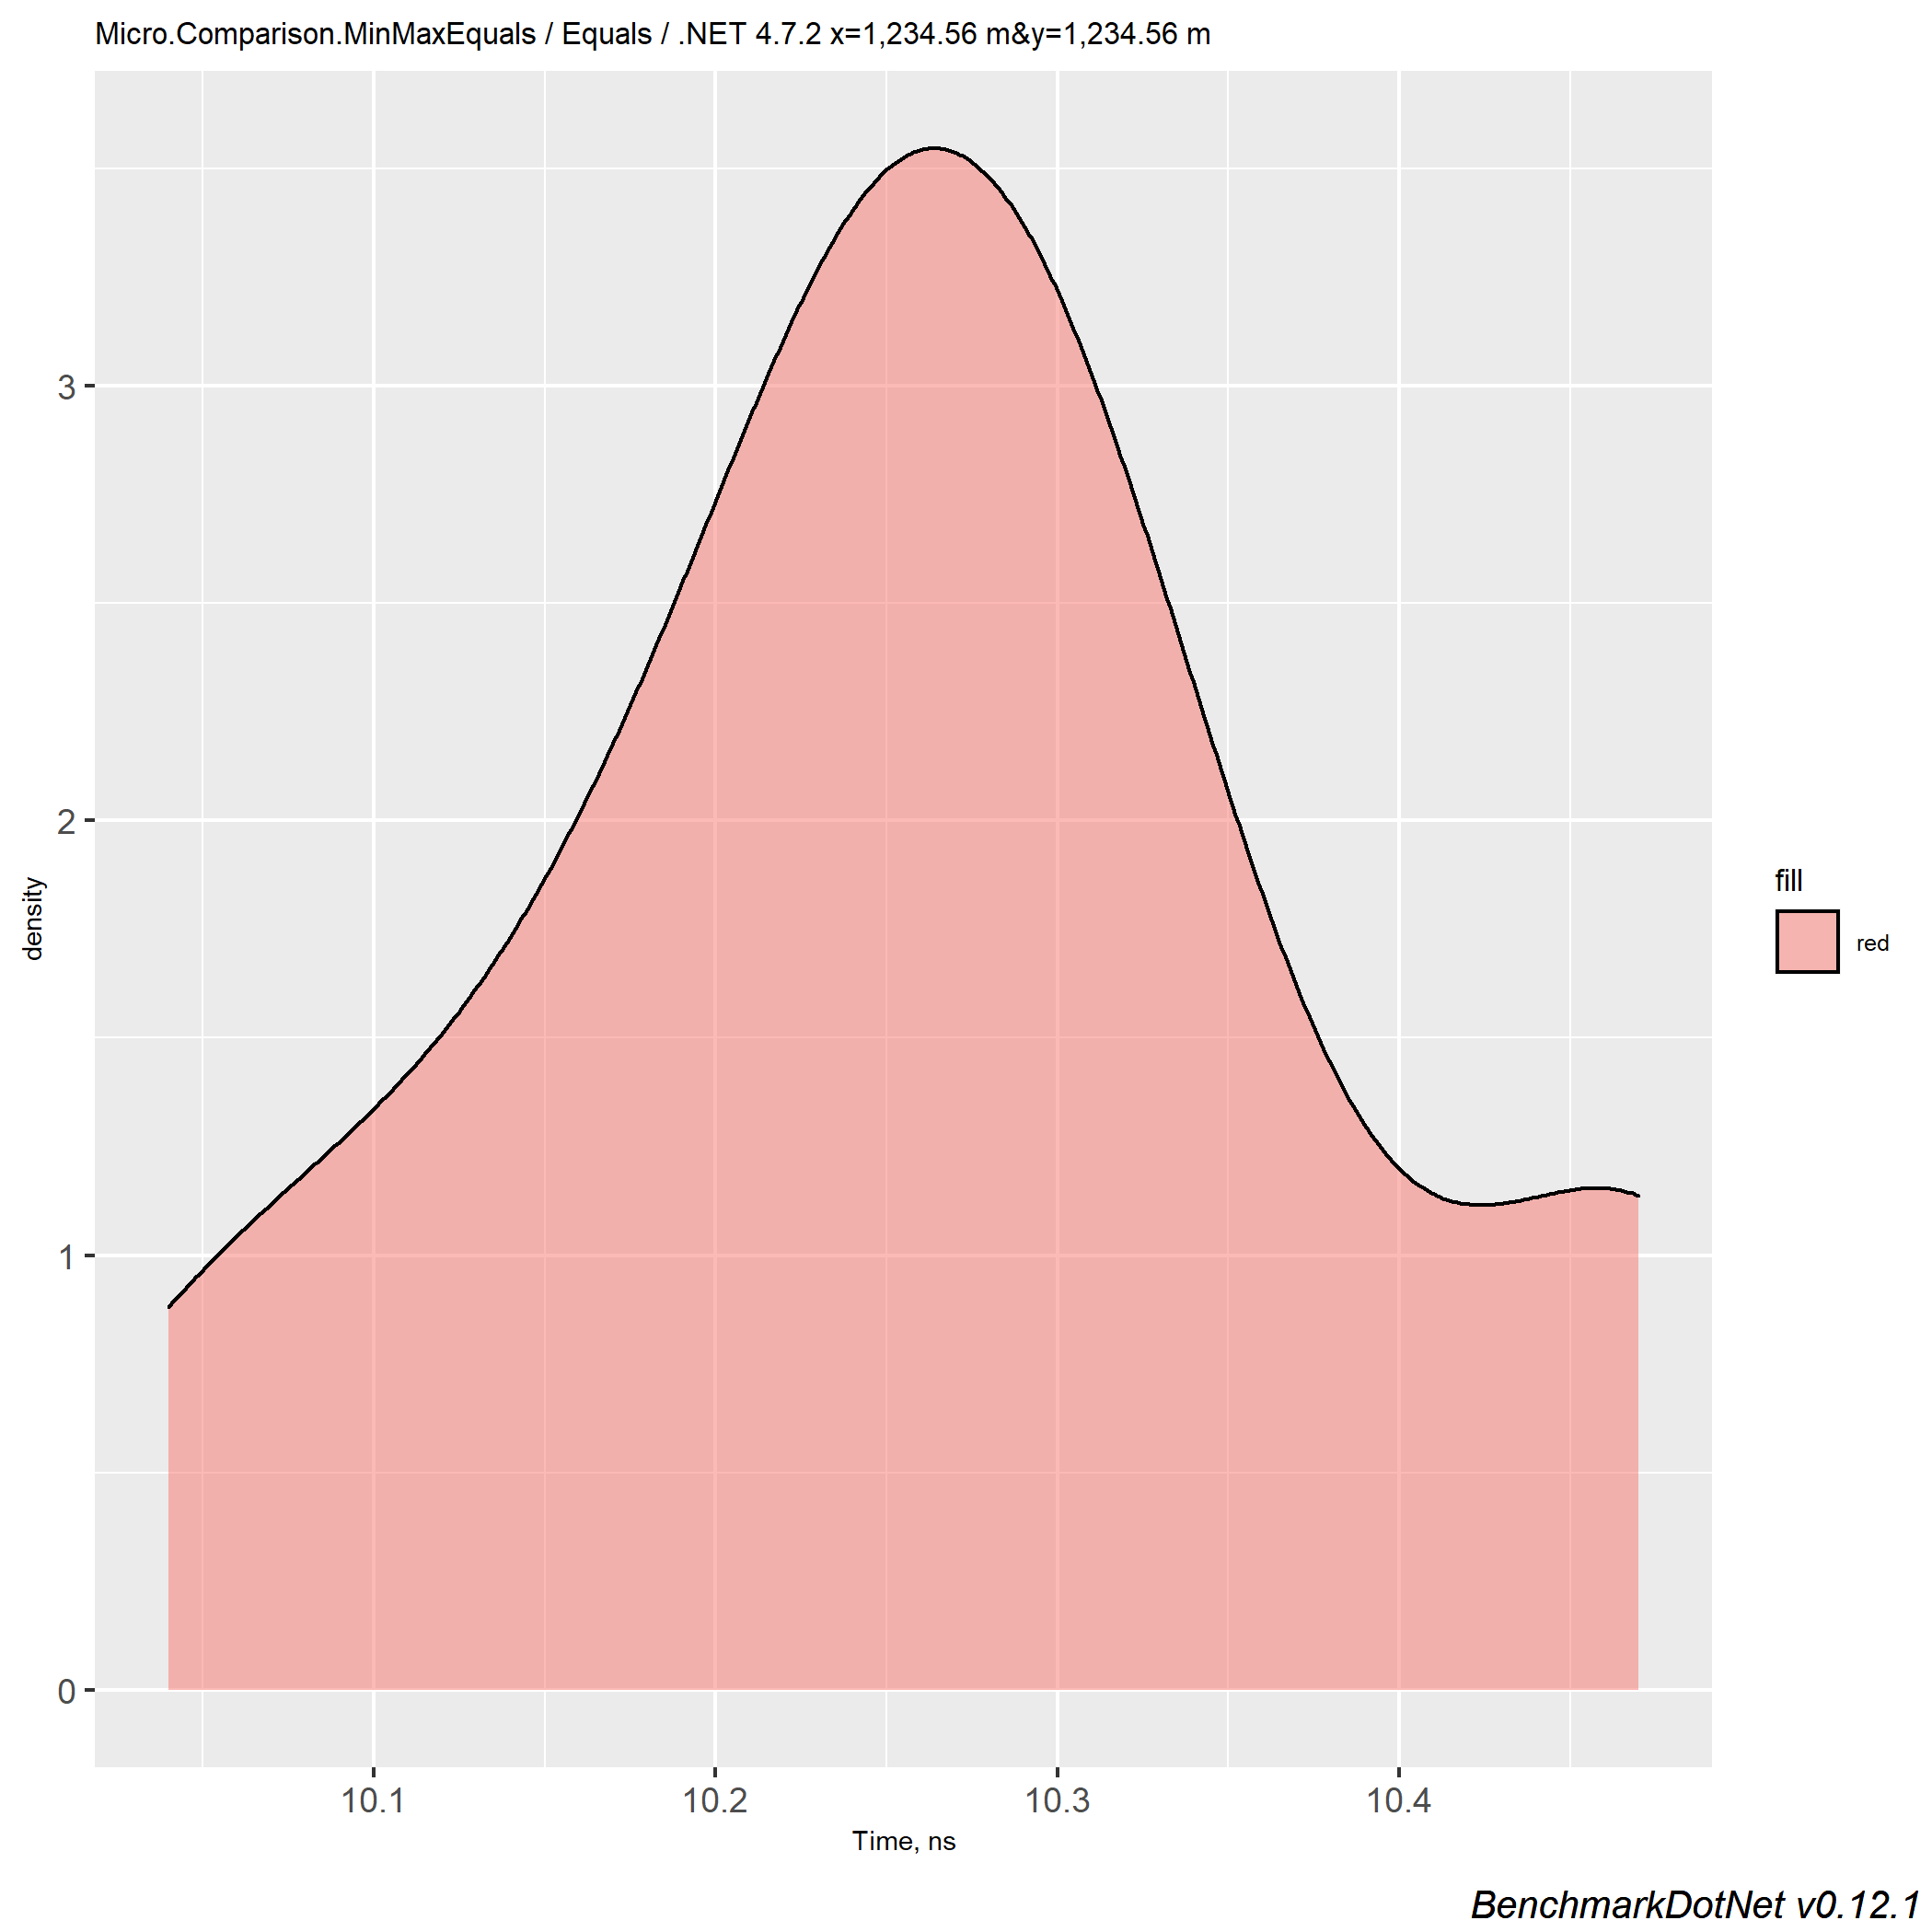 Micro.Comparison.MinMaxEquals / Equals / .NET 4.7.2 x=1,234.56 m&y=1,234.56 m
3
2
1
0
density
10.1 10.2 10.3 10.4
Time, ns
fill
red
BenchmarkDotNet v0.12.1